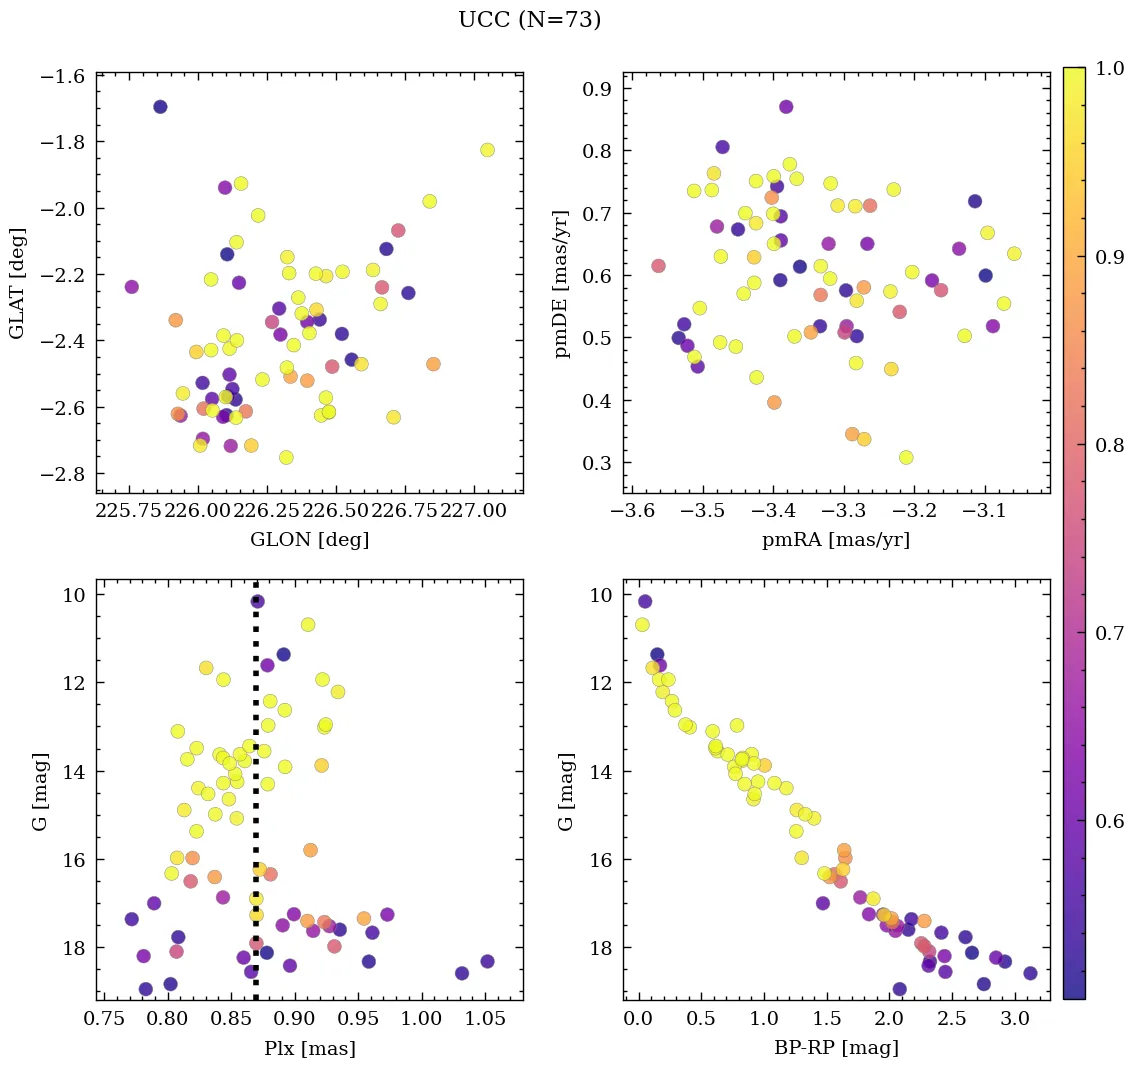 UCC (N=73)
−1.6
−1.8
−2.0
−2.2
−2.4
−2.6
−2.8
GLAT [deg]
225.75 226.00 226.25 226.50 226.75 227.00
GLON [deg]
0.9
0.8
0.7
0.6
0.5
0.4
0.3
pmDE [mas/yr]
−3.6 −3.5 −3.4 −3.3 −3.2 −3.1
pmRA [mas/yr]
1.0
0.9
0.8
0.7
0.6
10
12
14
16
18
G [mag]
0.75 0.80 0.85 0.90 0.95 1.00 1.05
Plx [mas]
10
12
14
16
18
G [mag]
0.0 0.5 1.0 1.5 2.0 2.5 3.0
BP-RP [mag]